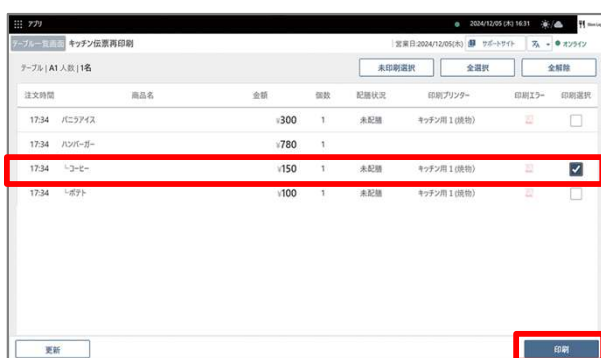 アプリ 2024/12/05 (木) 16:31
テーブル一覧画面 キッチン伝票再印刷 営業日:2024/12/05(木) サポートサイト オンライン
テーブル | A1 人数 | 1名 未印刷選択 全選択 全解除
注文時間 商品名 金額 個数 配膳状況 印刷プリンター 印刷エラー 印刷選択
17:34 バニラアイス ¥300 1 未配膳 キッチン用1(焼物)
17:34 ハンバーガー ¥780 1
17:34 └コーヒー ¥150 1 未配膳 キッチン用1(焼物)
17:34 └ポテト ¥100 1 未配膳 キッチン用1(焼物)
更新 印刷